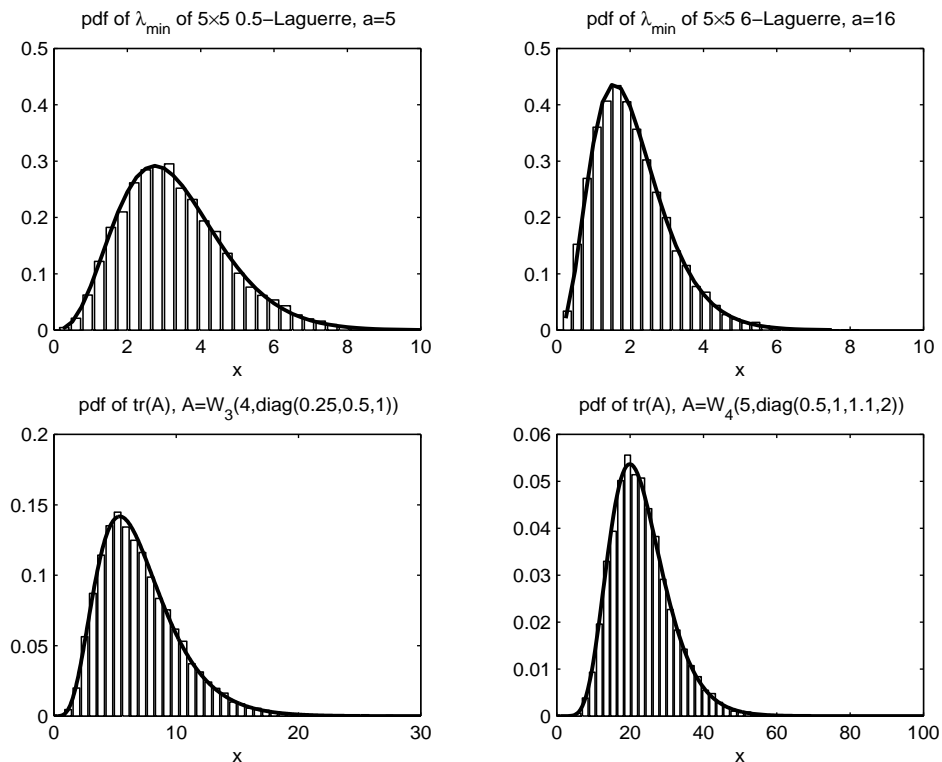 pdf of λmin of 5×5 0.5−Laguerre, a=5
0.5
0.4
0.3
0.2
0.1
0
0 2 4 6 8 10
x
pdf of λmin of 5×5 6−Laguerre, a=16
0.5
0.4
0.3
0.2
0.1
0
0 2 4 6 8 10
x
pdf of tr(A), A=W3(4,diag(0.25,0.5,1))
0.2
0.15
0.1
0.05
0
0 10 20 30
x
pdf of tr(A), A=W4(5,diag(0.5,1,1.1,2))
0.06
0.05
0.04
0.03
0.02
0.01
0
0 20 40 60 80 100
x